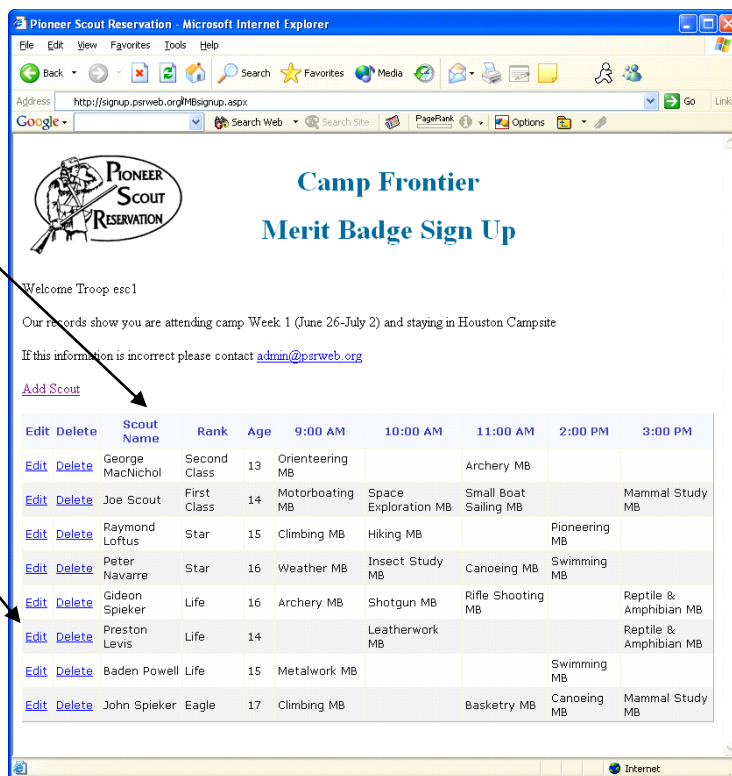 Pioneer Scout Reservation - Microsoft Internet Explorer
File Edit View Favorites Tools Help
Back Search Favorites Media
Address http://signup.psrweb.org/MBsignup.aspx Go Link
Google Search Web Search Site PageRank Options
PIONEER
SCOUT
RESERVATION
Camp Frontier
Merit Badge Sign Up
Welcome Troop esc1
Our records show you are attending camp Week 1 (June 26-July 2) and staying in Houston Campsite
If this information is incorrect please contact admin@psrweb.org
Add Scout
Edit Delete Scout Name Rank Age 9:00 AM 10:00 AM 11:00 AM 2:00 PM 3:00 PM
Edit Delete George MacNichol Second Class 13 Orienteering MB Archery MB
Edit Delete Joe Scout First Class 14 Motorboating MB Space Exploration MB Small Boat Sailing MB Mammal Study MB
Edit Delete Raymond Loftus Star 15 Climbing MB Hiking MB Pioneering MB
Edit Delete Peter Navarre Star 16 Weather MB Insect Study MB Canoeing MB Swimming MB
Edit Delete Gideon Spieker Life 16 Archery MB Shotgun MB Rifle Shooting MB Reptile & Amphibian MB
Edit Delete Preston Levis Life 14 Leatherwork MB Reptile & Amphibian MB
Edit Delete Baden Powell Life 15 Metalwork MB Swimming MB
Edit Delete John Spieker Eagle 17 Climbing MB Basketry MB Canoeing MB Mammal Study MB
Internet